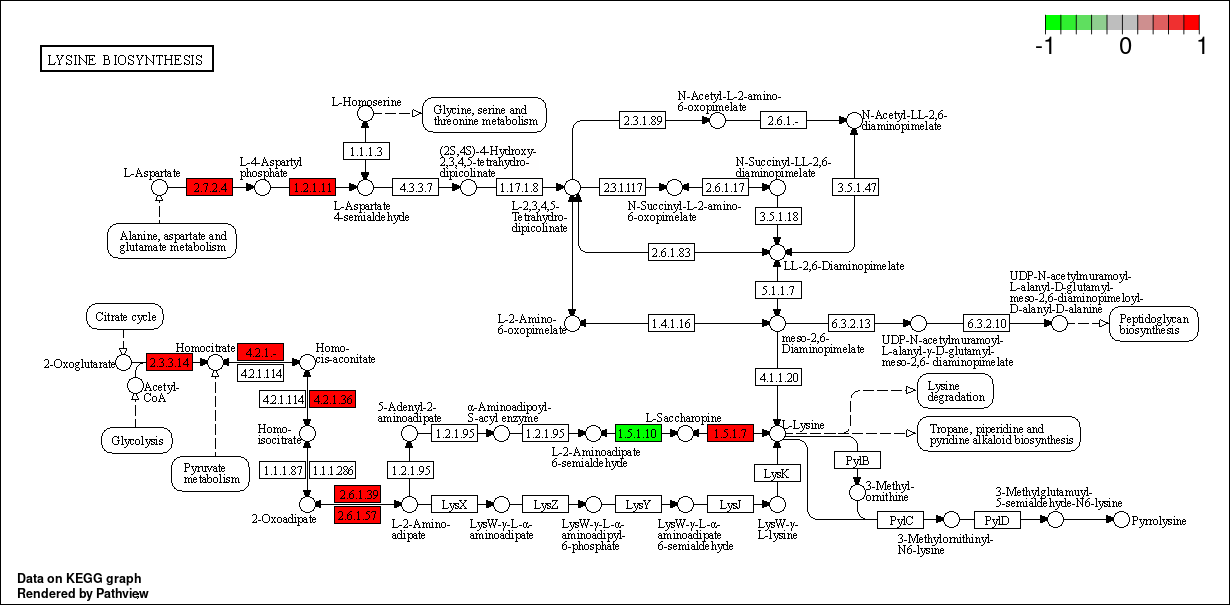 -1 0 1
LYSINE BIOSYNTHESIS
L-Homoserine
Glycine, serine and
threonine metabolism
N-Acetyl-L-2-amino-
6-oxopimelate
2.3.1.89
2.6.1.-
N-Acetyl-LL-2,6-
diaminopimelate
1.1.1.3
L-Aspartate
L-4-Aspartyl
phosphate
(2S,4S)-4-Hydroxy-
2,3,4,5-tetrahydro-
dipicolinate
N-Succinyl-LL-2,6-
diaminopimelate
2.7.2.4
1.2.1.11
4.3.3.7
1.17.1.8
2.3.1.117
2.6.1.17
3.5.1.47
L-Aspartate
4-semialdehyde
L-2,3,4,5-
Tetrahydro-
dipicolinate
N-Succinyl-L-2-amino-
6-oxopimelate
3.5.1.18
Alanine, aspartate and
glutamate metabolism
2.6.1.83
LL-2,6-Diaminopimelate
5.1.1.7
UDP-N-acetylmuramoyl-
L-alanyl-D-glutamyl-
meso-2,6-diaminopimeloyl-
D-alanyl-D-alanine
Citrate cycle
L-2-Amino-
6-oxopimelate
1.4.1.16
6.3.2.13
6.3.2.10
Peptidoglycan
biosynthesis
meso-2,6-
Diaminopimelate
UDP-N-acetylmuramoyl-
L-alanyl-γ-D-glutamyl-
meso-2,6- diaminopimelate
Homocitrate
4.2.1.-
Homo-
cis-aconitate
2-Oxoglutarate
2.3.3.14
4.2.1.114
4.1.1.20
Acetyl-
CoA
4.2.1.114
4.2.1.36
Lysine
degradation
5-Adenyl-2-
aminoadipate
α-Aminoadipoyl-
S-acyl enzyme
L-Saccharopine
L-Lysine
Glycolysis
Homo-
isocitrate
1.2.1.95
1.2.1.95
1.5.1.10
1.5.1.7
Tropane, piperidine and
pyridine alkaloid biosynthesis
L-2-Aminoadipate
6-semialdehyde
Pyruvate
metabolism
1.1.1.87
1.1.1.286
1.2.1.95
LysK
PylB
2.6.1.39
3-Methyl-
ornithine
2-Oxoadipate
2.6.1.57
LysX
LysZ
LysY
LysJ
3-Methylglutamyl-
5-semialdehyde-N6-lysine
L-2-Amino-
adipate
LysW-γ-L-α-
aminoadipate
LysW-γ-L-α-
aminoadipyl-
6-phosphate
LysW-γ-L-α-
aminoadipate
6-semialdehyde
LysW-γ-
L-lysine
PylC
PylD
Pyrrolysine
3-Methylornithinyl-
N6-lysine
Data on KEGG graph
Rendered by Pathview